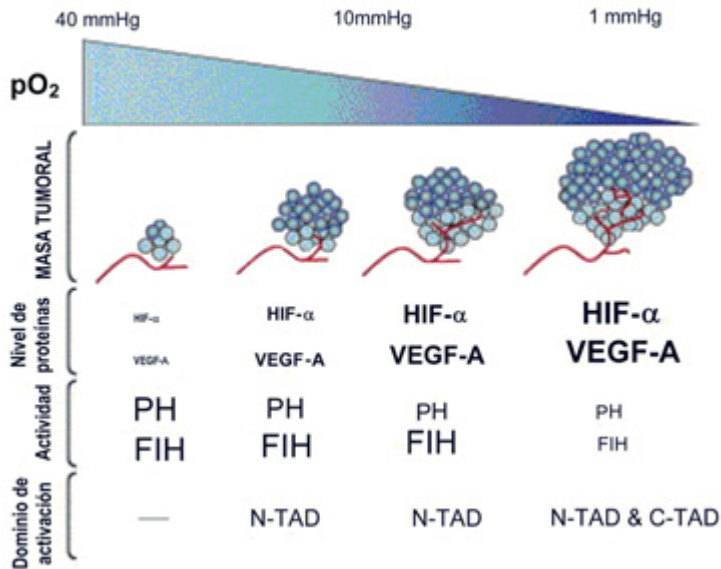 40 mmHg 10mmHg 1 mmHg
pO2
MASA TUMORAL
Nivel de
proteínas
HIF-α HIF-α HIF-α HIF-α
VEGF-A VEGF-A VEGF-A VEGF-A
Actividad
PH PH PH PH
FIH FIH FIH FIH
Dominio de
activación
— N-TAD N-TAD N-TAD & C-TAD